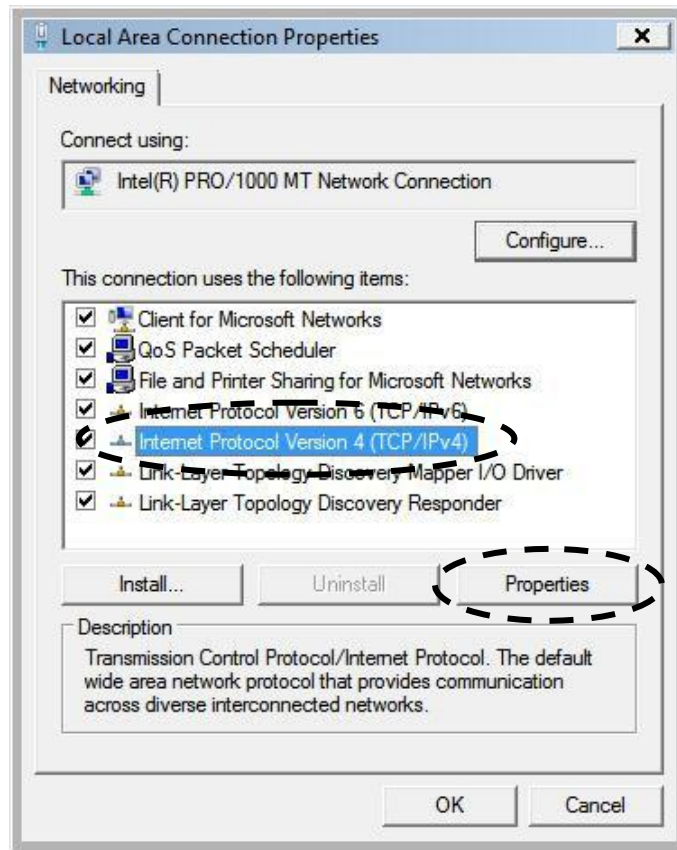 Local Area Connection Properties
Networking
Connect using:
Intel(R) PRO/1000 MT Network Connection
Configure...
This connection uses the following items:
Client for Microsoft Networks
QoS Packet Scheduler
File and Printer Sharing for Microsoft Networks
Internet Protocol Version 6 (TCP/IPv6)
Internet Protocol Version 4 (TCP/IPv4)
Link-Layer Topology Discovery Mapper I/O Driver
Link-Layer Topology Discovery Responder
Install... Uninstall Properties
Description
Transmission Control Protocol/Internet Protocol. The default
wide area network protocol that provides communication
across diverse interconnected networks.
OK Cancel